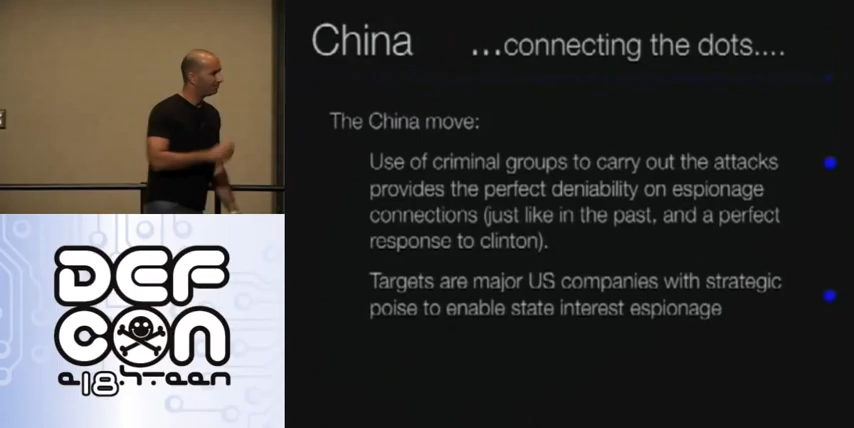 China ...connecting the dots....
The China move:
Use of criminal groups to carry out the attacks
provides the perfect deniability on espionage
connections (just like in the past, and a perfect
response to clinton).
Targets are major US companies with strategic
poise to enable state interest espionage
DEF
CON
e18h-teen